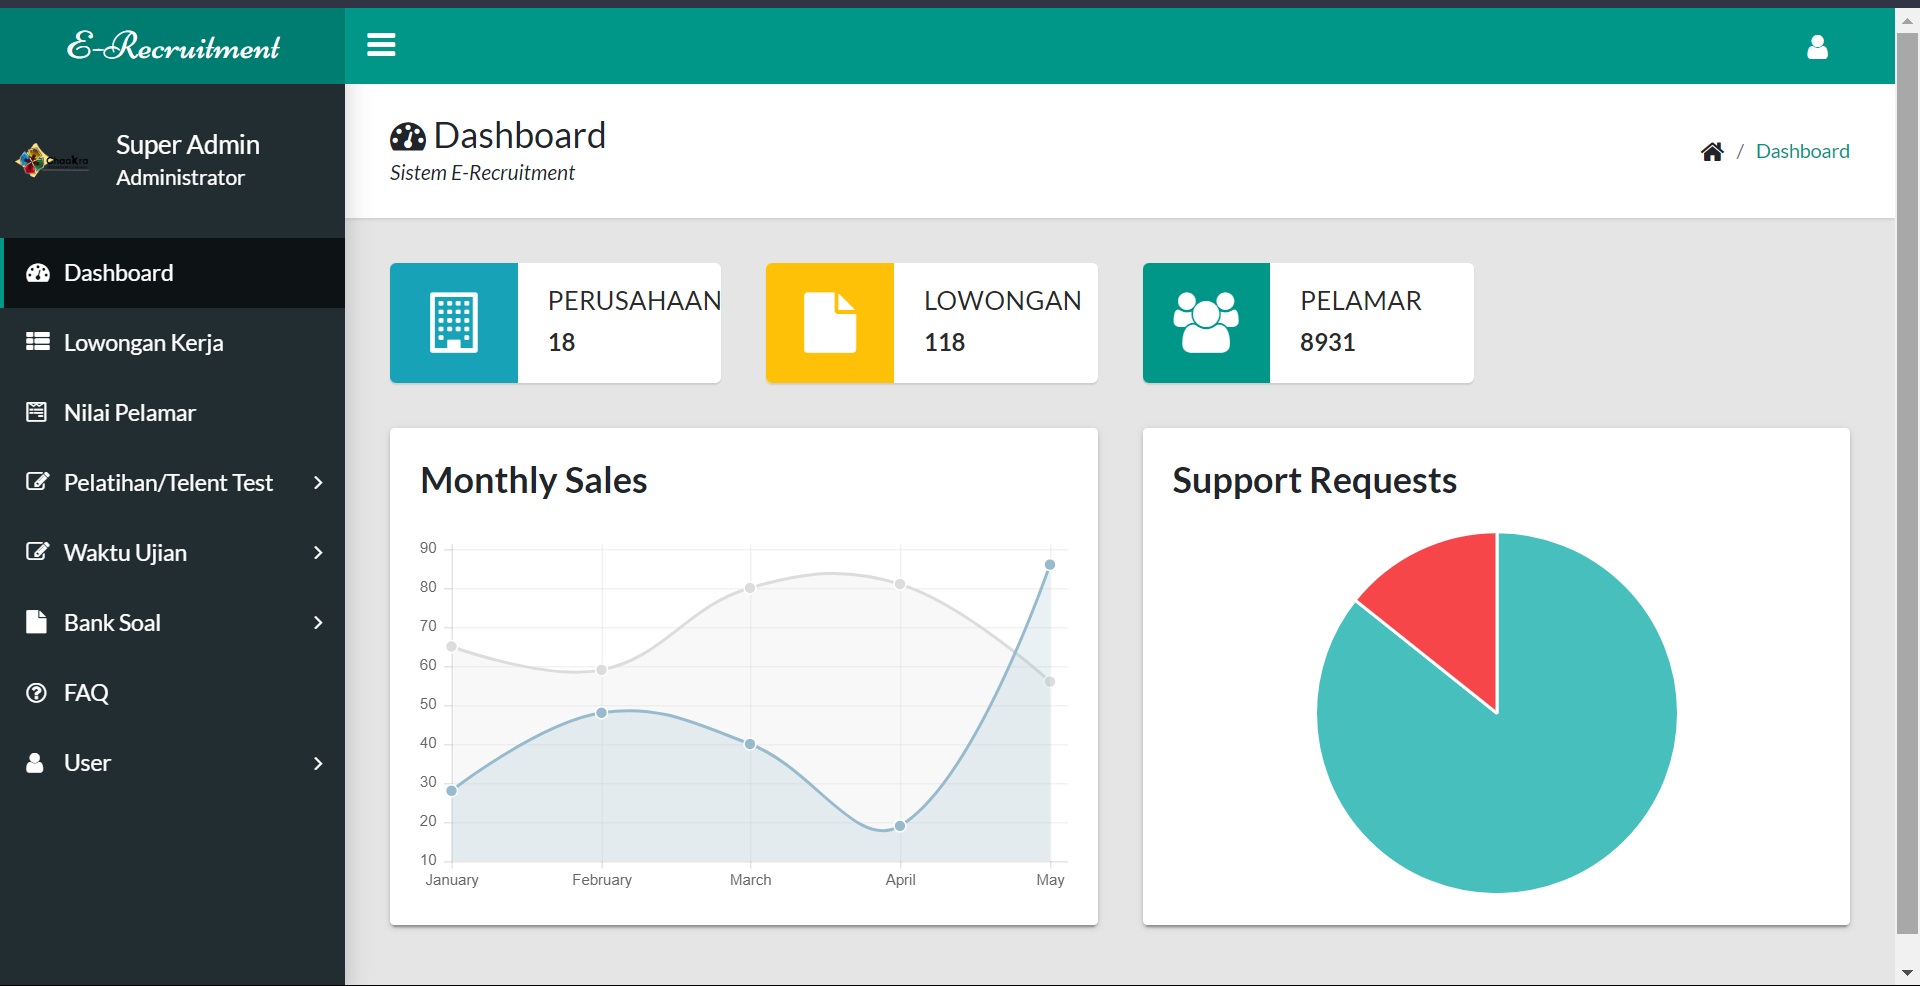 E-Recruitment
Super Admin
Administrator
Dashboard
Lowongan Kerja
Nilai Pelamar
Pelatihan/Telent Test
Waktu Ujian
Bank Soal
FAQ
User
Dashboard
Sistem E-Recruitment
/ Dashboard
PERUSAHAAN
18
LOWONGAN
118
PELAMAR
8931
Monthly Sales
90
80
70
60
50
40
30
20
10
January February March April May
Support Requests